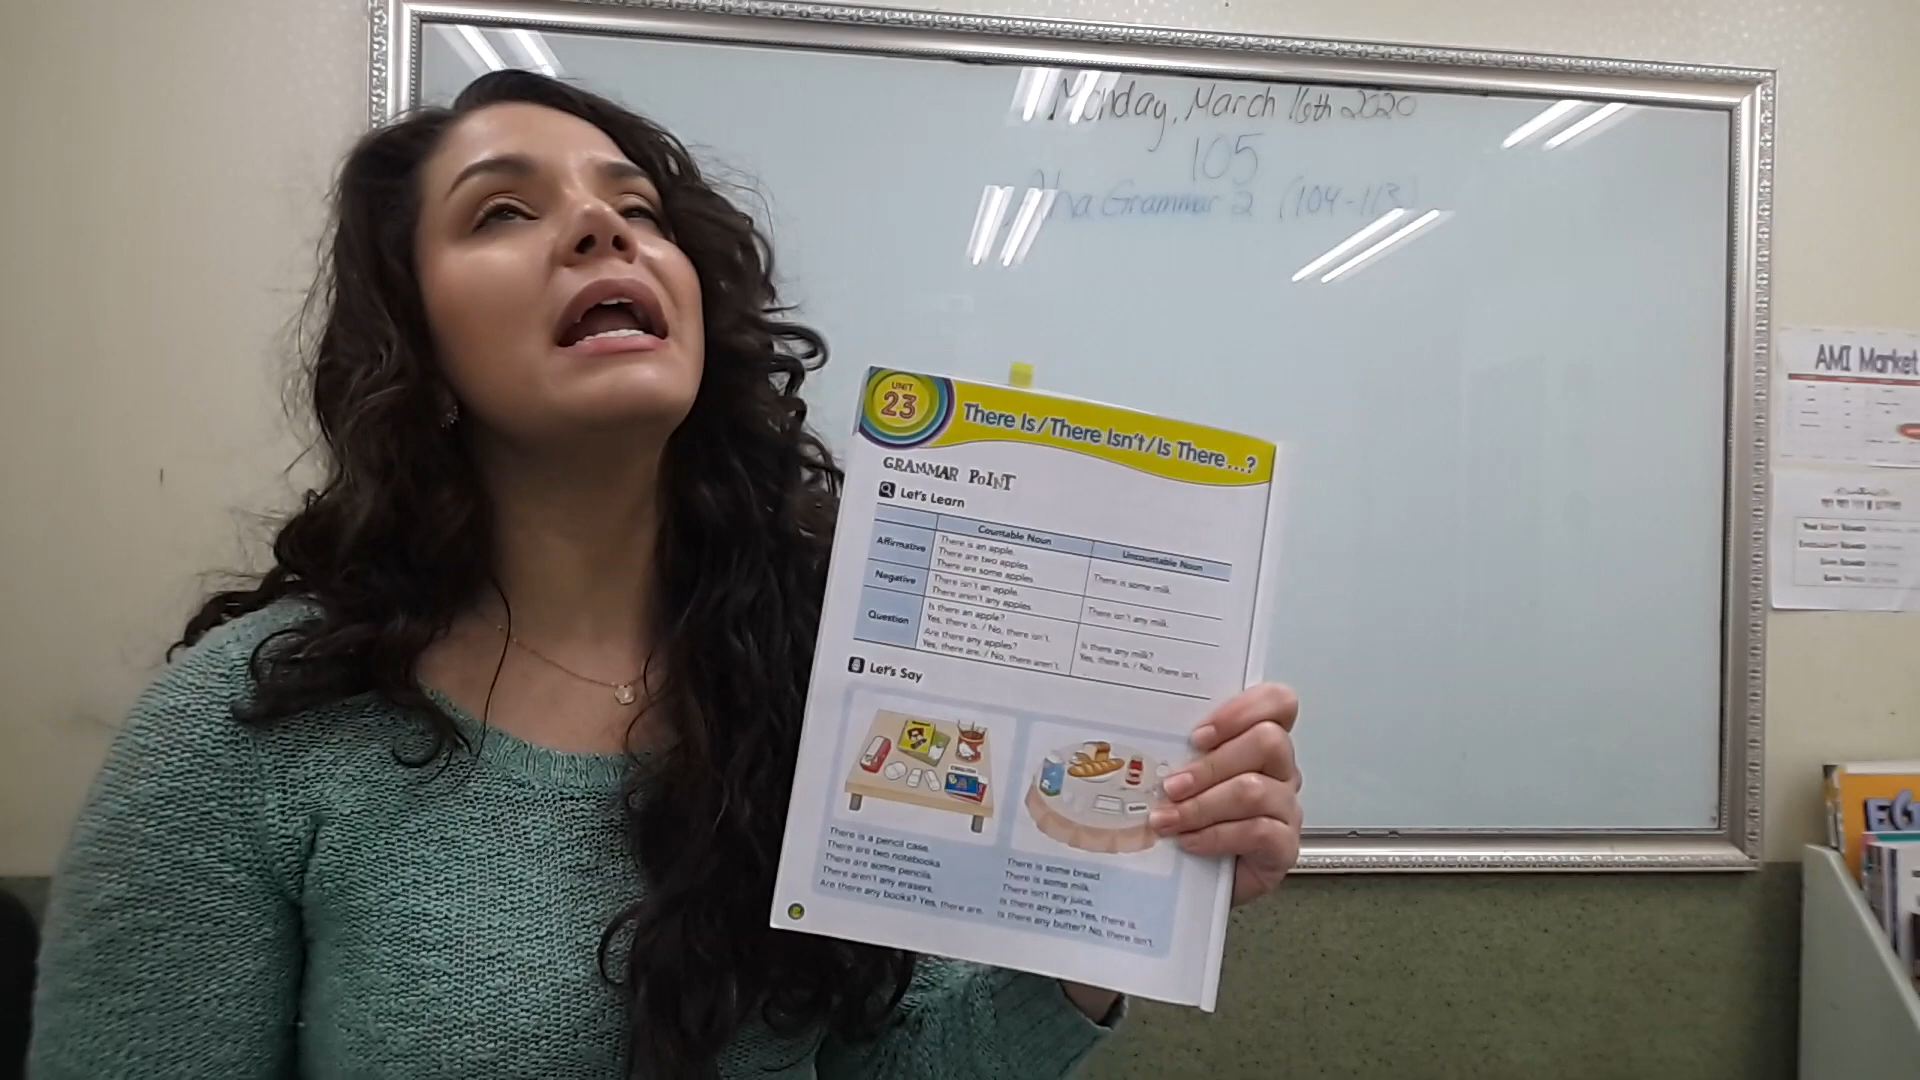 Monday, March 16th 2020
105
Grammar 2 (104-113)
AMI Market
UNIT
23
There Is/There Isn't/Is There...?
GRAMMAR POINT
Let's Learn
Countable Noun
Uncountable Noun
Affirmative
There is an apple.
There are two apples.
There are some apples.
There is some milk.
Negative
There isn't an apple.
There aren't any apples.
There isn't any milk.
Question
Is there an apple?
Yes, there is. / No, there isn't.
Are there any apples?
Yes, there are. / No, there aren't.
Is there any milk?
Yes, there is. / No, there isn't.
Let's Say
ENGLISH
There is a pencil case.
There are two notebooks.
There are some pencils.
There aren't any erasers.
Are there any books? Yes, there are.
There is some bread.
There is some milk.
There isn't any juice.
Is there any jam? Yes, there is.
Is there any butter? No, there isn't.